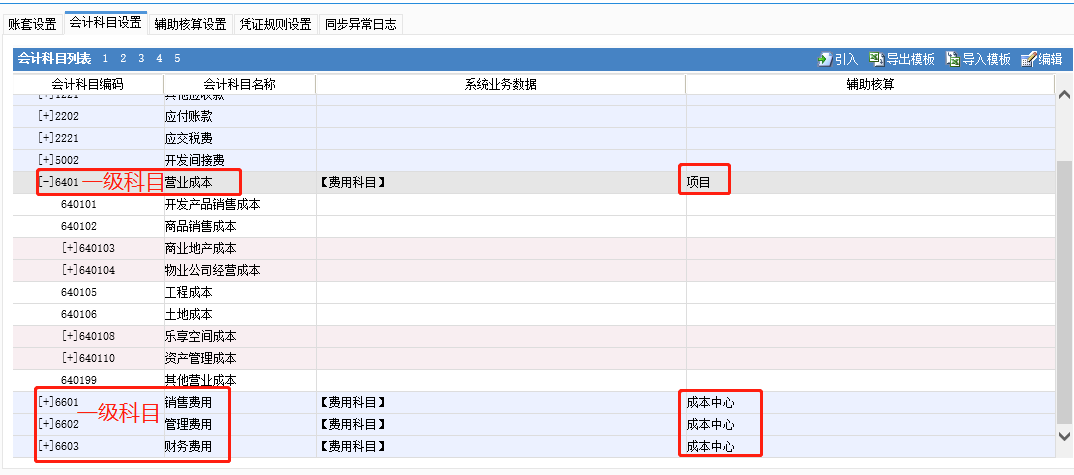 账套设置 会计科目设置 辅助核算设置 凭证规则设置 同步异常日志
会计科目列表 1 2 3 4 5 引入 导出模板 导入模板 编辑
会计科目编码 会计科目名称 系统业务数据 辅助核算
[+]1221 其他应收款
[+]2202 应付账款
[+]2221 应交税费
[+]5002 开发间接费
[-]6401 一级科目 营业成本 【费用科目】 项目
640101 开发产品销售成本
640102 商品销售成本
[+]640103 商业地产成本
[+]640104 物业公司经营成本
640105 工程成本
640106 土地成本
[+]640108 乐享空间成本
[+]640110 资产管理成本
640199 其他营业成本
[+]6601 销售费用 【费用科目】 成本中心
一级科目
[+]6602 管理费用 【费用科目】 成本中心
[+]6603 财务费用 【费用科目】 成本中心